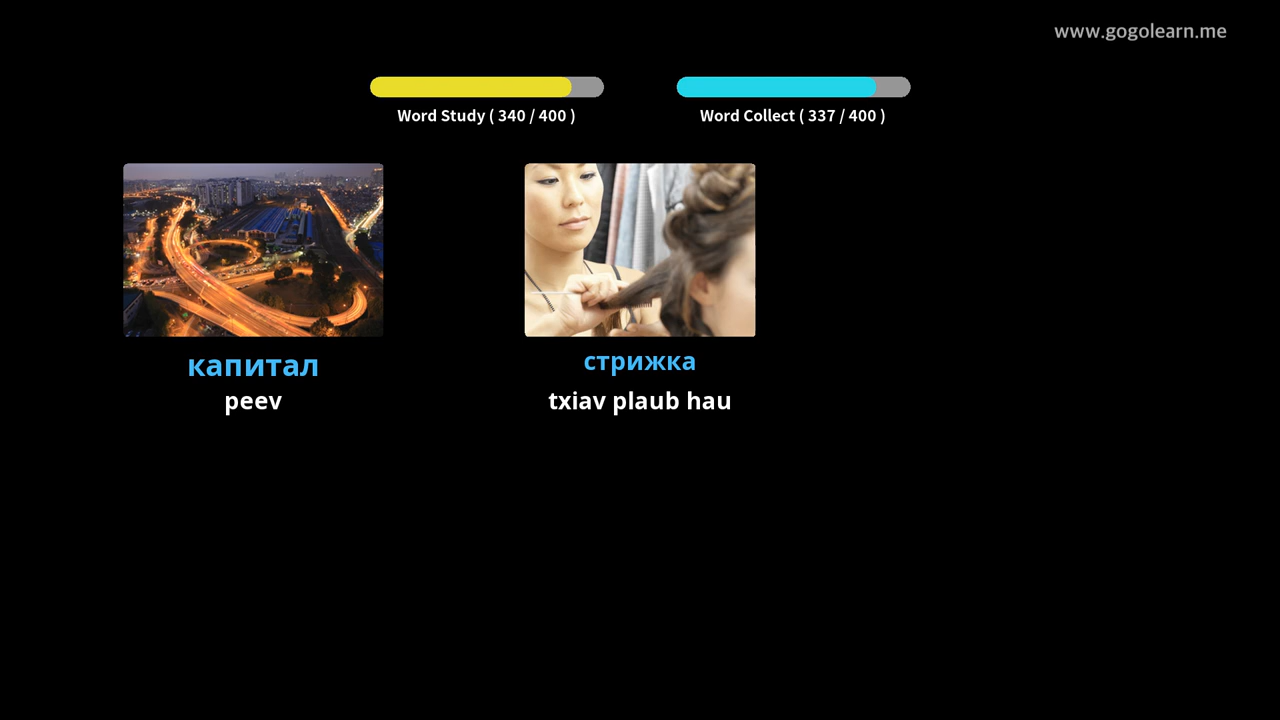 www.gogolearn.me
Word Study ( 340 / 400 )
Word Collect ( 337 / 400 )
капитал
peev
стрижка
txiav plaub hau